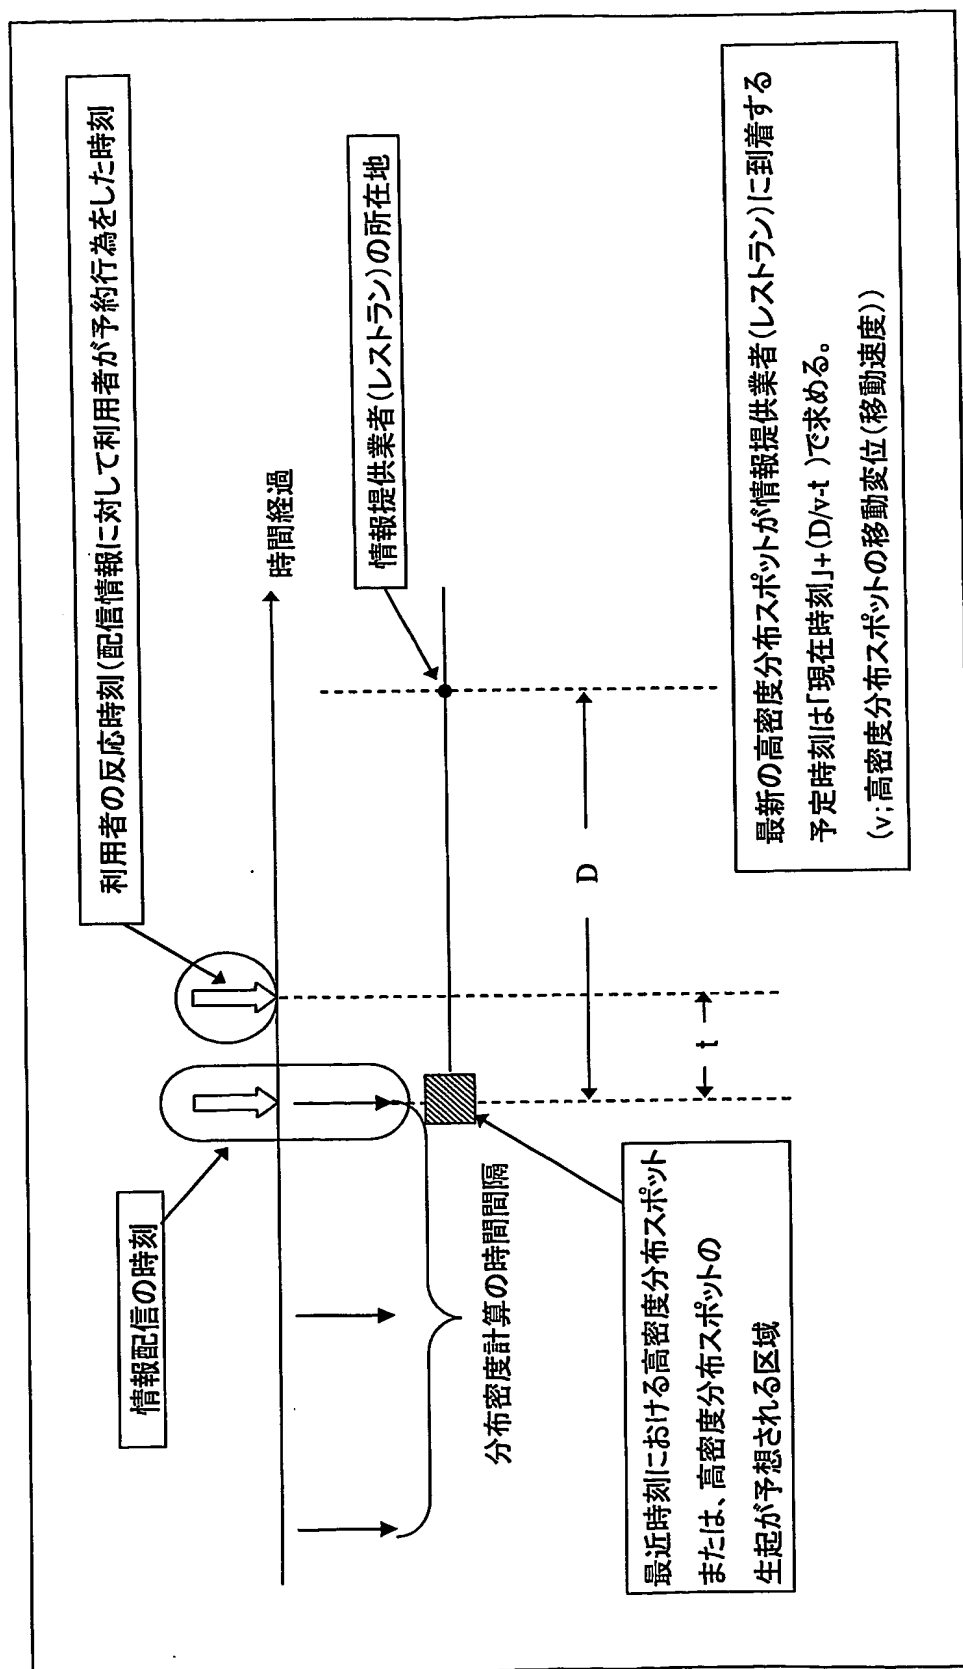 利用者の反応時刻(配信情報に対して利用者が予約行為をした時刻
情報配信の時刻
時間経過
情報提供業者(レストラン)の所在地
分布密度計算の時間間隔
D
t
最近時刻における高密度分布スポット
または、高密度分布スポットの
生起が予想される区域
最新の高密度分布スポットが情報提供業者(レストラン)に到着する
予定時刻は「現在時刻」+(D/v-t )で求める。
(v;高密度分布スポットの移動変位(移動速度))